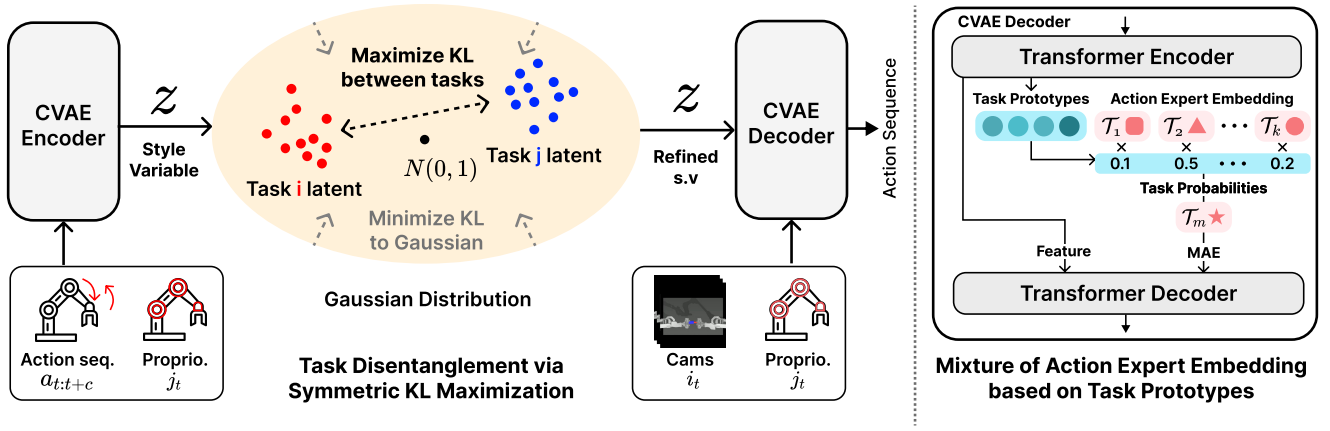 CVAE
Encoder
z
Style
Variable
Action seq.
a_{t:t+c}
Proprio.
j_t
Maximize KL
between tasks
N(0, 1)
Task i latent
Task j latent
Minimize KL
to Gaussian
Gaussian Distribution
Task Disentanglement via
Symmetric KL Maximization
z
Refined
s.v
CVAE
Decoder
Cams
i_t
Proprio.
j_t
Action Sequence
CVAE Decoder
Transformer Encoder
Task Prototypes
Action Expert Embedding
𝒯_1 𝒯_2 ··· 𝒯_k
× × ×
0.1 0.5 ··· 0.2
Task Probabilities
𝒯_m
Feature
MAE
Transformer Decoder
Mixture of Action Expert Embedding
based on Task Prototypes